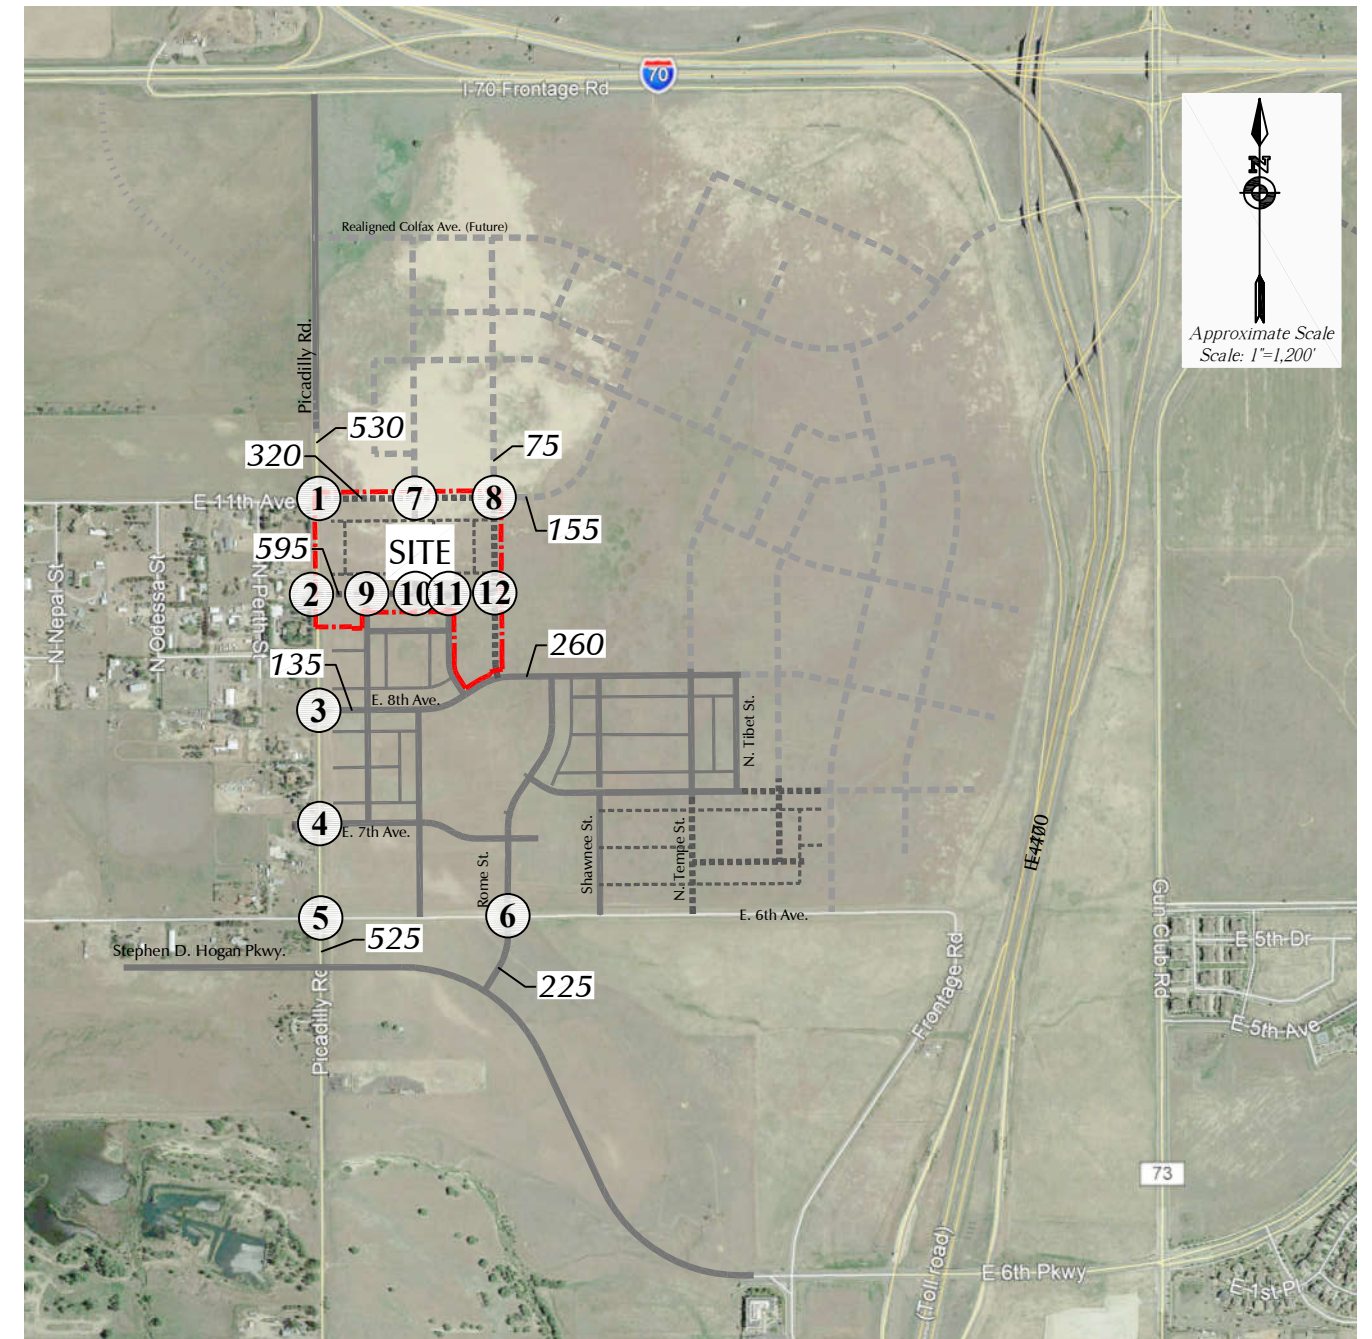 70
I-70 Frontage Rd
N
Approximate Scale
Scale: 1"=1,200'
Realigned Colfax Ave. (Future)
Picadilly Rd.
530
320
75
E 11th Ave
1
7
8
155
595
SITE
2
9
10
11
12
N Nepal St
N Odessa St
N Perth St
135
260
3
E. 8th Ave.
N. Tibet St.
4
E. 7th Ave.
Rome St.
Shawnee St.
N. Tempe St.
5
6
E. 6th Ave.
525
Stephen D. Hogan Pkwy.
225
Picadilly Rd
Frontage Rd
Gun Club Rd
E 5th Dr
E 5th Ave
73
E 6th Pkwy
(Toll road)
E 1st Pl